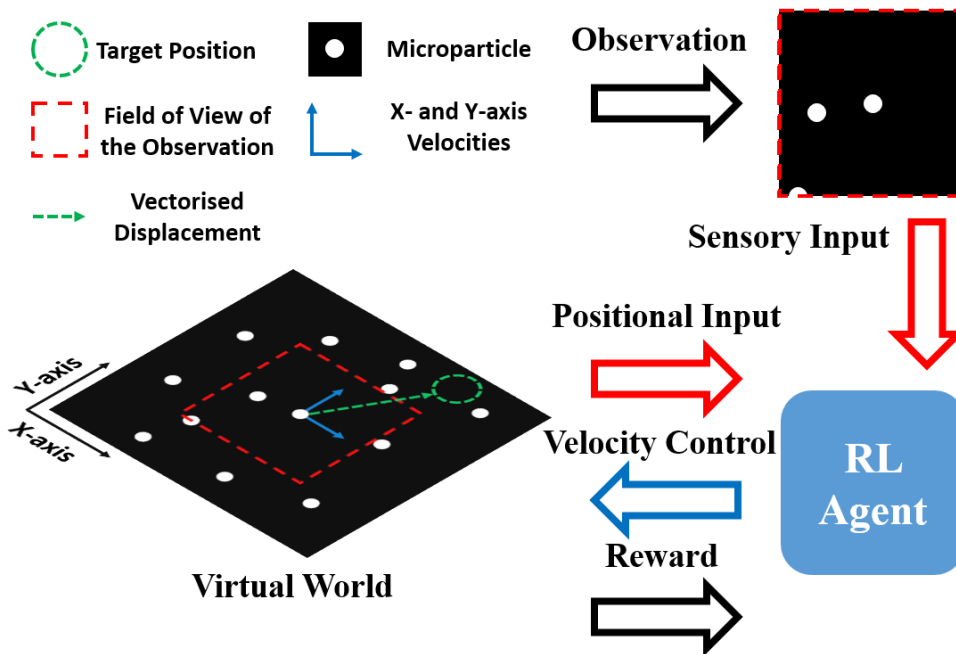 Target Position
Microparticle
Field of View of
the Observation
X- and Y-axis
Velocities
Vectorised
Displacement
Observation
Sensory Input
Positional Input
Velocity Control
RL
Agent
Reward
Y-axis
X-axis
Virtual World